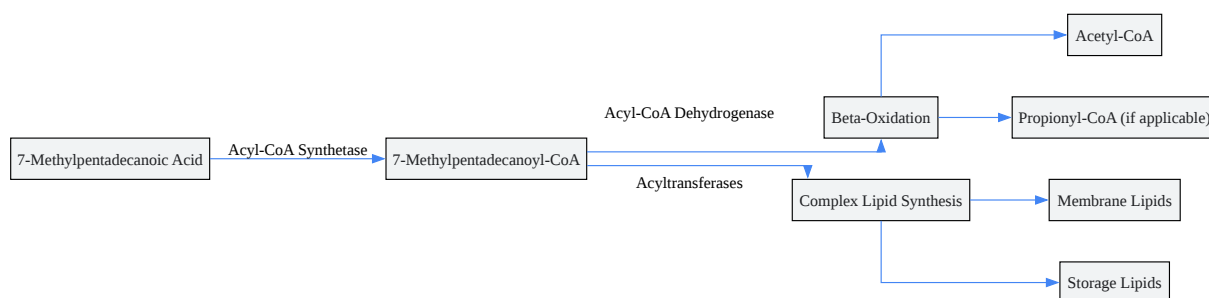 Acetyl-CoA
Acyl-CoA Dehydrogenase
Beta-Oxidation
Propionyl-CoA (if applicable)
7-Methylpentadecanoic Acid
Acyl-CoA Synthetase
7-Methylpentadecanoyl-CoA
Acyltransferases
Complex Lipid Synthesis
Membrane Lipids
Storage Lipids